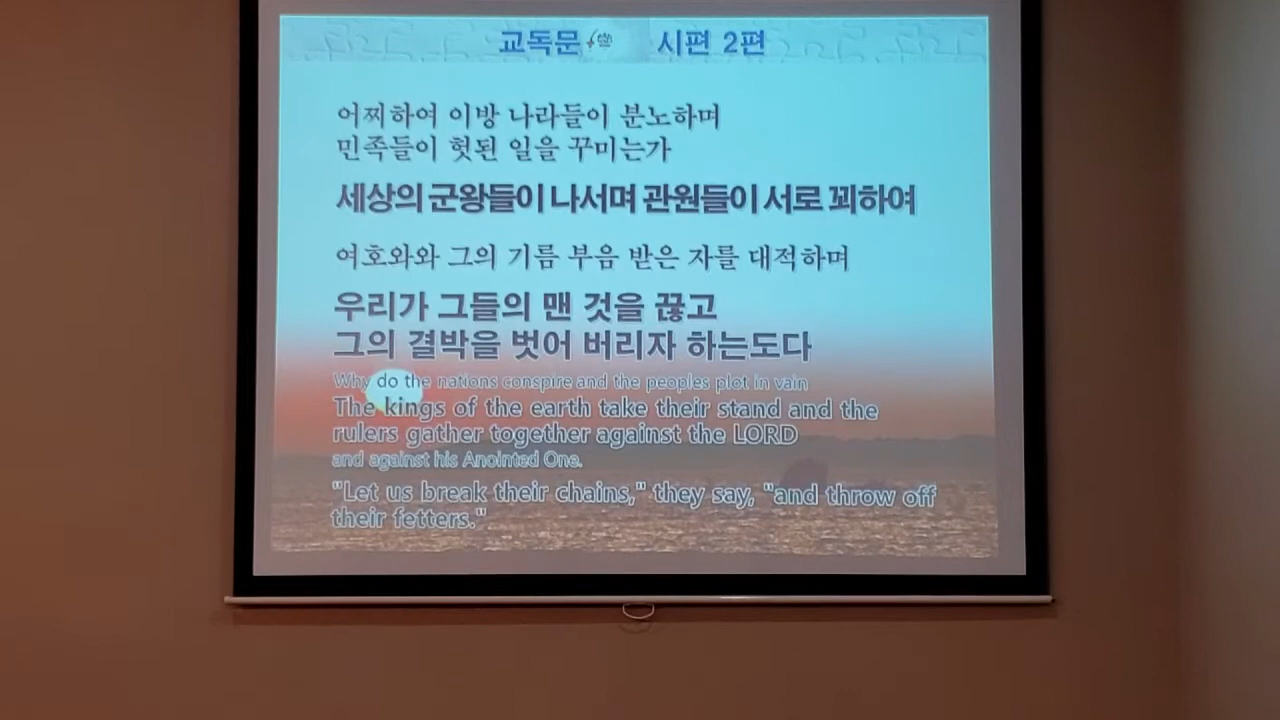 교독문 시편 2편
어찌하여 이방 나라들이 분노하며
민족들이 헛된 일을 꾸미는가
세상의 군왕들이 나서며 관원들이 서로 꾀하여
여호와와 그의 기름 부음 받은 자를 대적하며
우리가 그들의 맨 것을 끊고
그의 결박을 벗어 버리자 하는도다
Why do the nations conspire and the peoples plot in vain
The kings of the earth take their stand and the
rulers gather together against the LORD
and against his Anointed One.
"Let us break their chains," they say, "and throw off
their fetters."